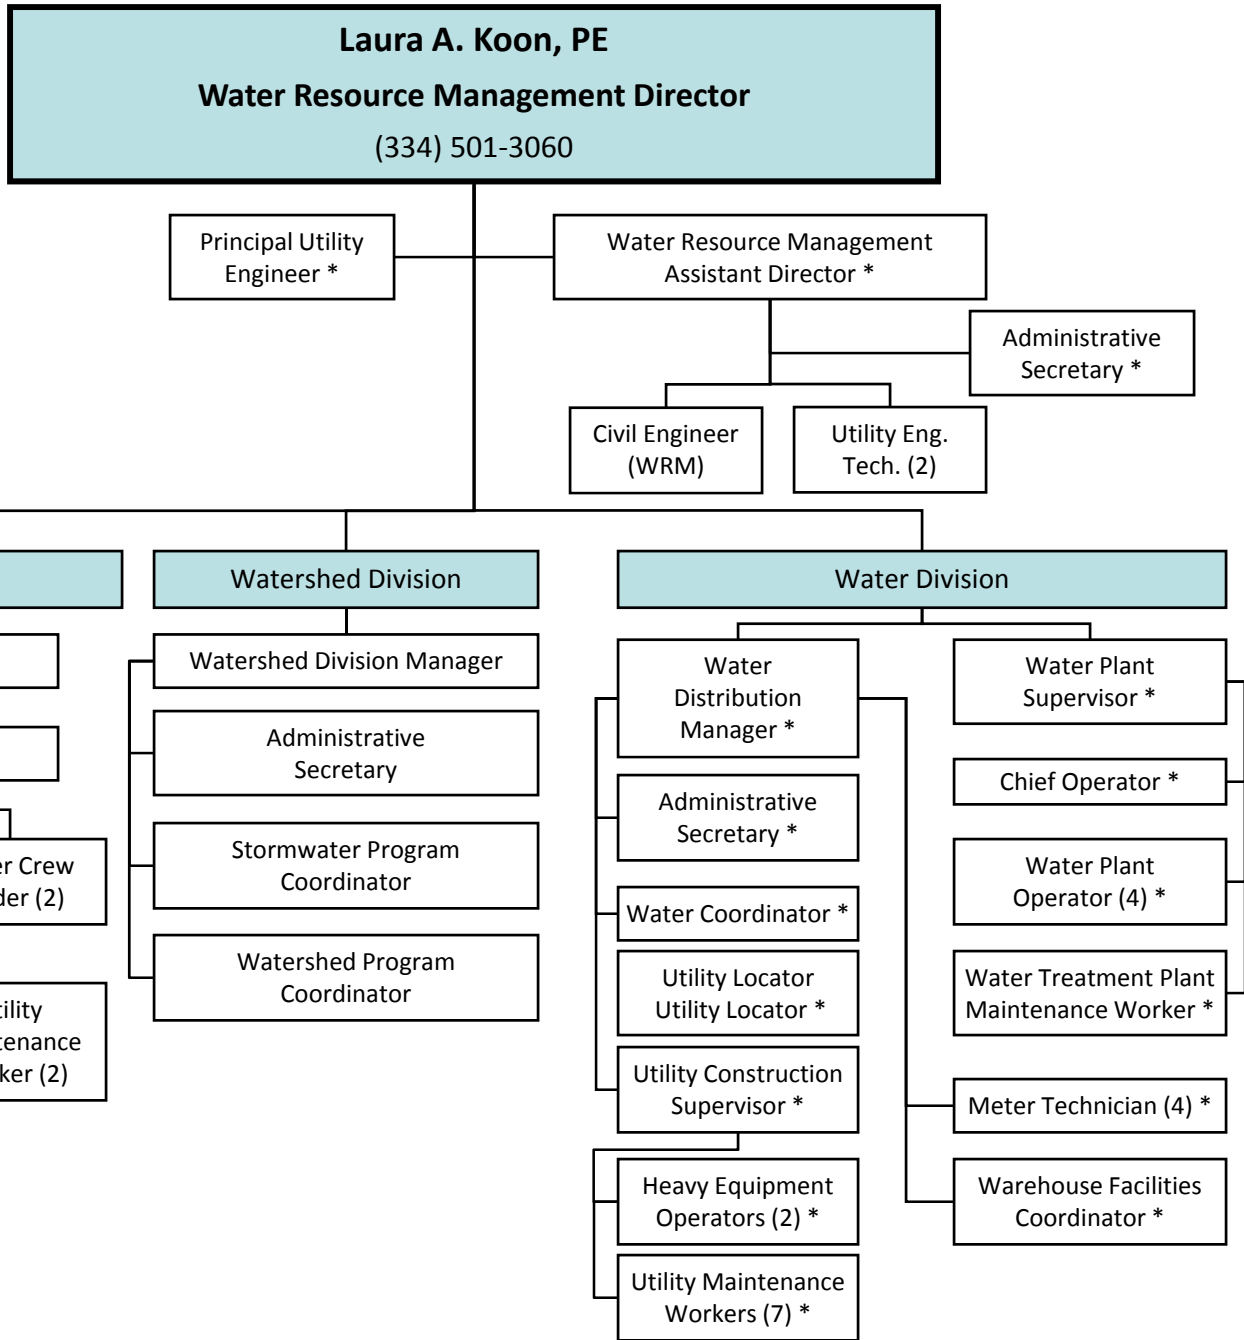 Laura A. Koon, PE
Water Resource Management Director
(334) 501-3060
Principal Utility
Engineer *
Water Resource Management
Assistant Director *
Administrative
Secretary *
Civil Engineer
(WRM)
Utility Eng.
Tech. (2)
Watershed Division
Watershed Division Manager
Administrative
Secretary
Stormwater Program
Coordinator
Watershed Program
Coordinator
Crew
(2)
(2)
Water Division
Water
Distribution
Manager *
Administrative
Secretary *
Water Coordinator *
Utility Locator
Utility Locator *
Utility Construction
Supervisor *
Heavy Equipment
Operators (2) *
Utility Maintenance
Workers (7) *
Water Plant
Supervisor *
Chief Operator *
Water Plant
Operator (4) *
Water Treatment Plant
Maintenance Worker *
Meter Technician (4) *
Warehouse Facilities
Coordinator *